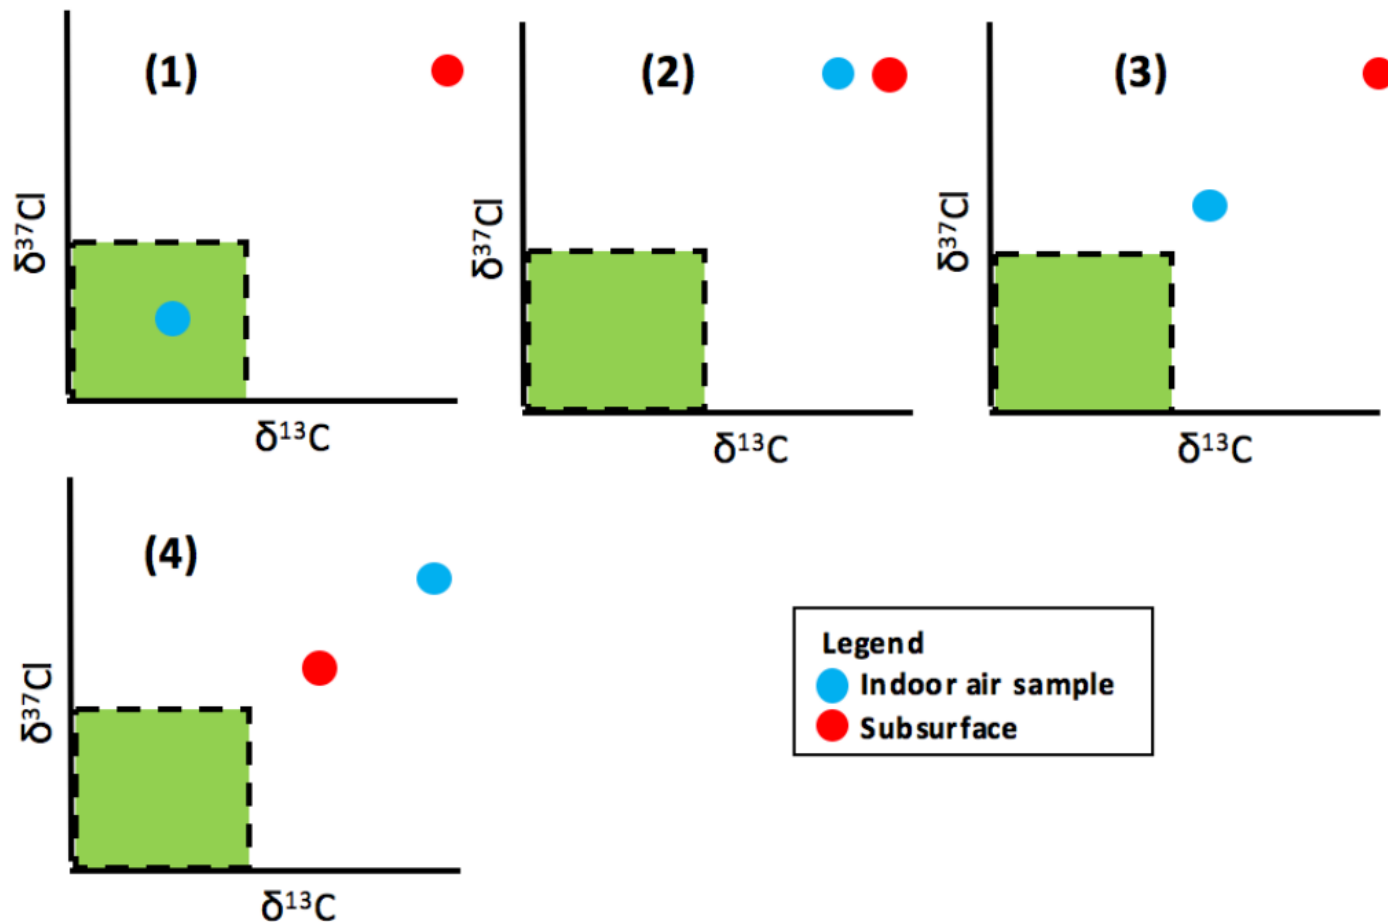 (1)
δ³⁷Cl
δ¹³C
(2)
δ³⁷Cl
δ¹³C
(3)
δ³⁷Cl
δ¹³C
(4)
δ³⁷Cl
δ¹³C
Legend
Indoor air sample
Subsurface